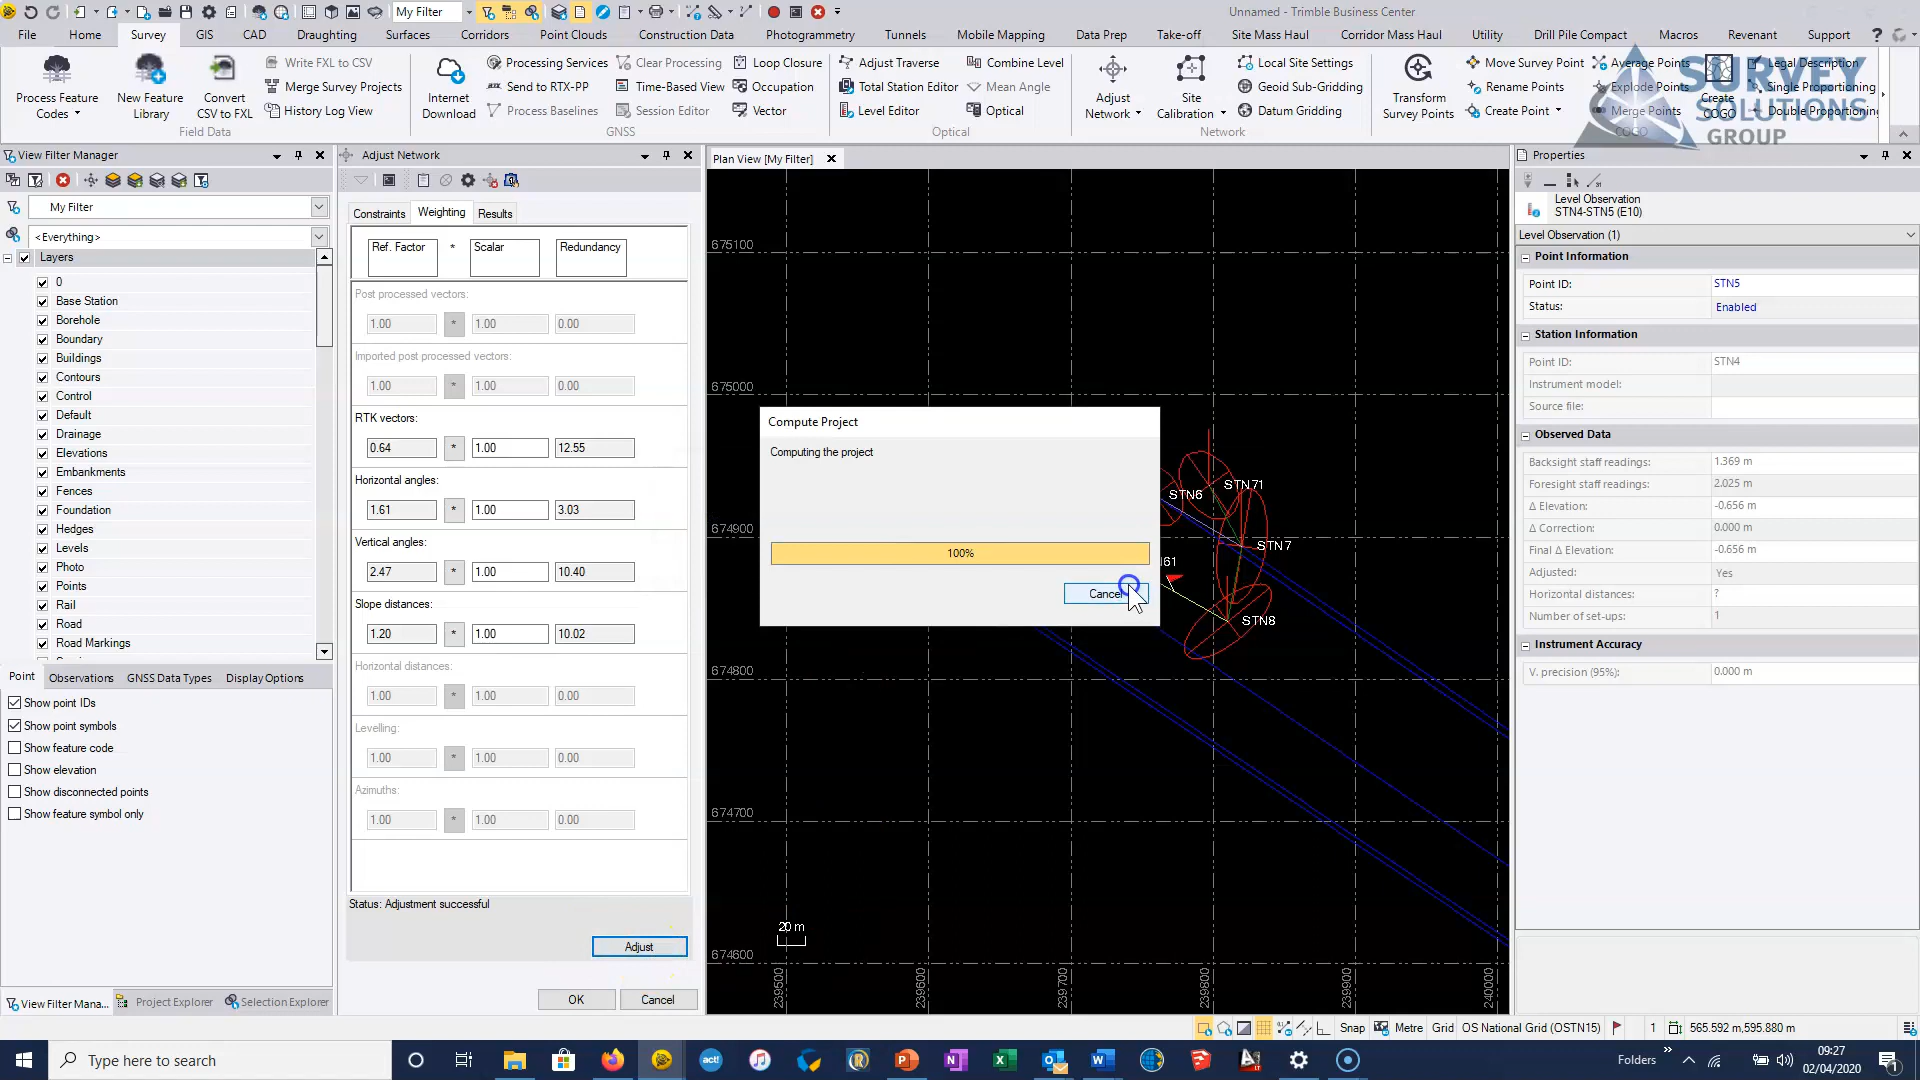 My Filter
Unnamed - Trimble Business Center
File Home Survey GIS CAD Draughting Surfaces Corridors Point Clouds Construction Data Photogrammetry Tunnels Mobile Mapping Data Prep Take-off Site Mass Haul Corridor Mass Haul Utility Drill Pile Compact Macros Revenant Support
Process Feature Codes
New Feature Library
Convert CSV to FXL
Write FXL to CSV
Merge Survey Projects
History Log View
Field Data
Internet Download
Processing Services
Send to RTX-PP
Process Baselines
Clear Processing
Time-Based View
Session Editor
Loop Closure
Occupation
Vector
GNSS
Adjust Traverse
Total Station Editor
Level Editor
Combine Level
Mean Angle
Optical
Optical
Adjust Network
Site Calibration
Local Site Settings
Geoid Sub-Gridding
Datum Gridding
Network
Transform Survey Points
Move Survey Point
Rename Points
Create Point
Average Points
Explode Points
Merge Points
Create COGO
Legal Description
Single Proportioning
Double Proportioning
COGO
SURVEY
SOLUTIONS
GROUP
View Filter Manager
My Filter
<Everything>
Layers
0
Base Station
Borehole
Boundary
Buildings
Contours
Control
Default
Drainage
Elevations
Embankments
Fences
Foundation
Hedges
Levels
Photo
Points
Rail
Road
Road Markings
Point Observations GNSS Data Types Display Options
Show point IDs
Show point symbols
Show feature code
Show elevation
Show disconnected points
Show feature symbol only
View Filter Mana... Project Explorer Selection Explorer
Adjust Network
Constraints Weighting Results
Ref. Factor * Scalar Redundancy
Post processed vectors:
1.00 * 1.00 0.00
Imported post processed vectors:
1.00 * 1.00 0.00
RTK vectors:
0.64 * 1.00 12.55
Horizontal angles:
1.61 * 1.00 3.03
Vertical angles:
2.47 * 1.00 10.40
Slope distances:
1.20 * 1.00 10.02
Horizontal distances:
1.00 * 1.00 0.00
Levelling:
1.00 * 1.00 0.00
Azimuths:
1.00 * 1.00 0.00
Status: Adjustment successful
Adjust
OK Cancel
Plan View [My Filter]
675100
675000
674900
674800
674700
674600
239500 239600 239700 239800 239900 240000
20 m
STN6
STN71
STN7
STN8
Compute Project
Computing the project
100%
Cancel
Properties
Level Observation
STN4-STN5 (E10)
Level Observation (1)
Point Information
Point ID: STN5
Status: Enabled
Station Information
Point ID: STN4
Instrument model:
Source file:
Observed Data
Backsight staff readings: 1.369 m
Foresight staff readings: 2.025 m
Δ Elevation: -0.656 m
Δ Correction: 0.000 m
Final Δ Elevation: -0.656 m
Adjusted: Yes
Horizontal distances: ?
Number of set-ups: 1
Instrument Accuracy
V. precision (95%): 0.000 m
Snap Metre Grid OS National Grid (OSTN15) 1 565.592 m,595.880 m
Type here to search
Folders
09:27
02/04/2020